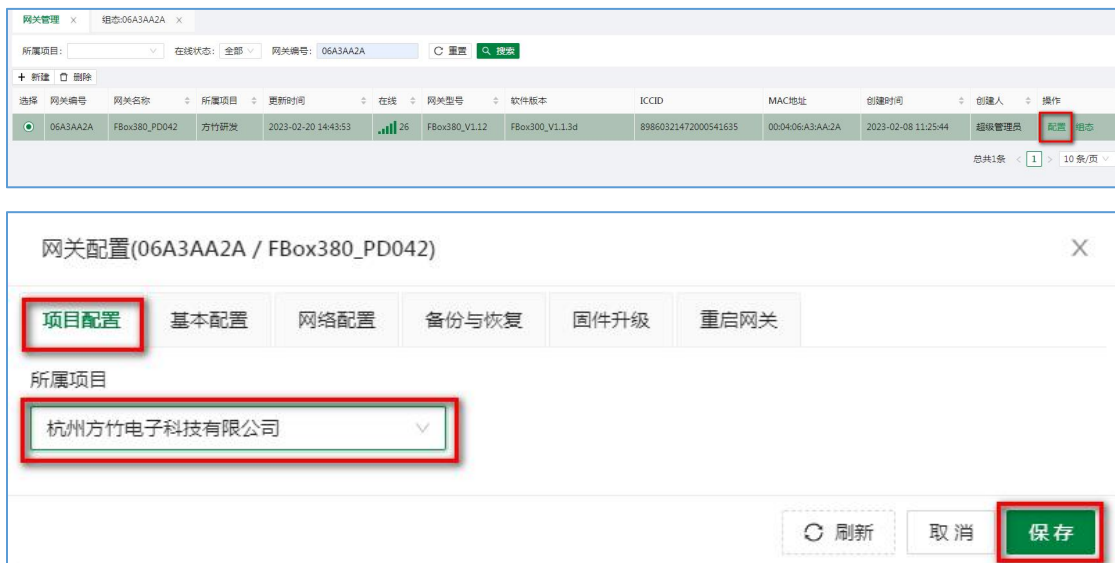 网关管理 × 组态:06A3AA2A ×
所属项目: 在线状态: 全部 网关编号: 06A3AA2A 重置 搜索
+ 新建 删除
选择 网关编号 网关名称 所属项目 更新时间 在线 网关型号 软件版本 ICCID MAC地址 创建时间 创建人 操作
06A3AA2A FBox380_PD042 方竹研发 2023-02-20 14:43:53 26 FBox380_V1.12 FBox300_V1.1.3d 89860321472000541635 00:04:06:A3:AA:2A 2023-02-08 11:25:44 超级管理员 配置 组态
总共1条 < 1 > 10 条/页
网关配置(06A3AA2A / FBox380_PD042) ×
项目配置 基本配置 网络配置 备份与恢复 固件升级 重启网关
所属项目
杭州方竹电子科技有限公司
刷新 取消 保存